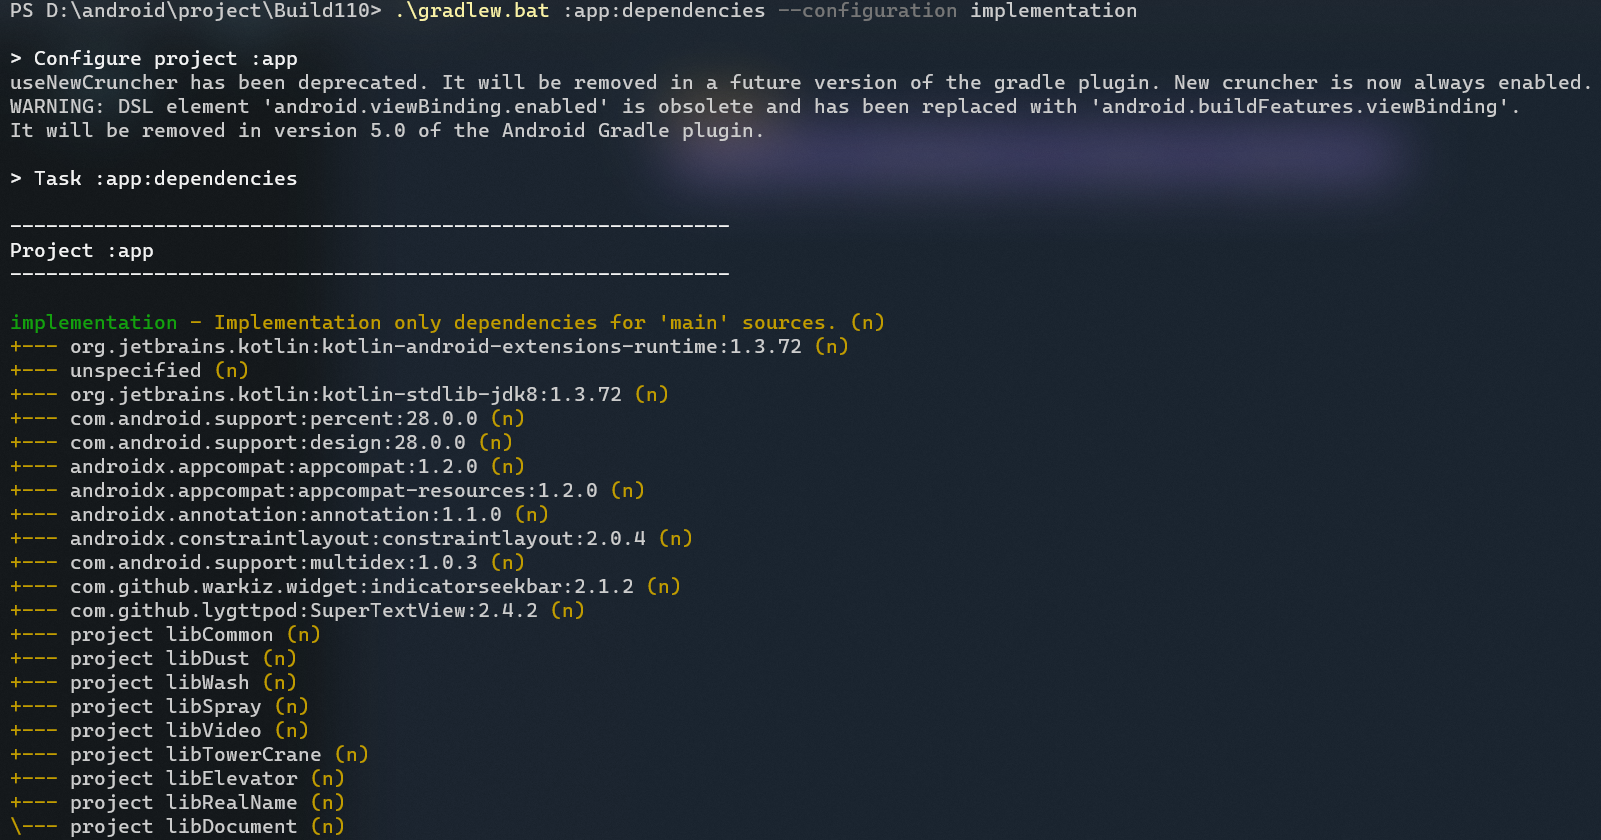 PS D:\android\project\Build110> .\gradlew.bat :app:dependencies --configuration implementation
> Configure project :app
useNewCruncher has been deprecated. It will be removed in a future version of the gradle plugin. New cruncher is now always enabled.
WARNING: DSL element 'android.viewBinding.enabled' is obsolete and has been replaced with 'android.buildFeatures.viewBinding'.
It will be removed in version 5.0 of the Android Gradle plugin.
> Task :app:dependencies
------------------------------------------------------------
Project :app
------------------------------------------------------------
implementation - Implementation only dependencies for 'main' sources. (n)
+--- org.jetbrains.kotlin:kotlin-android-extensions-runtime:1.3.72 (n)
+--- unspecified (n)
+--- org.jetbrains.kotlin:kotlin-stdlib-jdk8:1.3.72 (n)
+--- com.android.support:percent:28.0.0 (n)
+--- com.android.support:design:28.0.0 (n)
+--- androidx.appcompat:appcompat:1.2.0 (n)
+--- androidx.appcompat:appcompat-resources:1.2.0 (n)
+--- androidx.annotation:annotation:1.1.0 (n)
+--- androidx.constraintlayout:constraintlayout:2.0.4 (n)
+--- com.android.support:multidex:1.0.3 (n)
+--- com.github.warkiz.widget:indicatorseekbar:2.1.2 (n)
+--- com.github.lygttpod:SuperTextView:2.4.2 (n)
+--- project libCommon (n)
+--- project libDust (n)
+--- project libWash (n)
+--- project libSpray (n)
+--- project libVideo (n)
+--- project libTowerCrane (n)
+--- project libElevator (n)
+--- project libRealName (n)
\--- project libDocument (n)